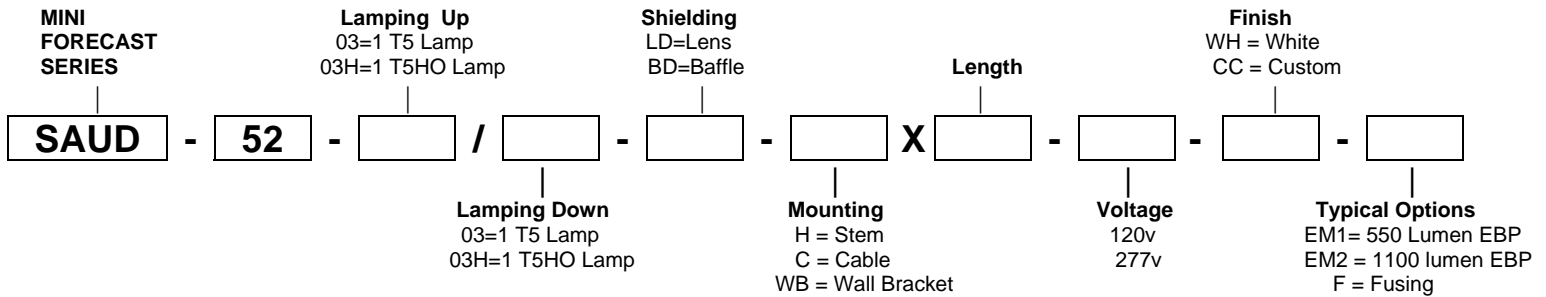 MINI FORECAST SERIES
Lamping Up
03=1 T5 Lamp
03H=1 T5HO Lamp
Shielding
LD=Lens
BD=Baffle
Length
Finish
WH = White
CC = Custom
SAUD - 52 - / - - X - - -
Lamping Down
03=1 T5 Lamp
03H=1 T5HO Lamp
Mounting
H = Stem
C = Cable
WB = Wall Bracket
Voltage
120v
277v
Typical Options
EM1= 550 Lumen EBP
EM2 = 1100 lumen EBP
F = Fusing